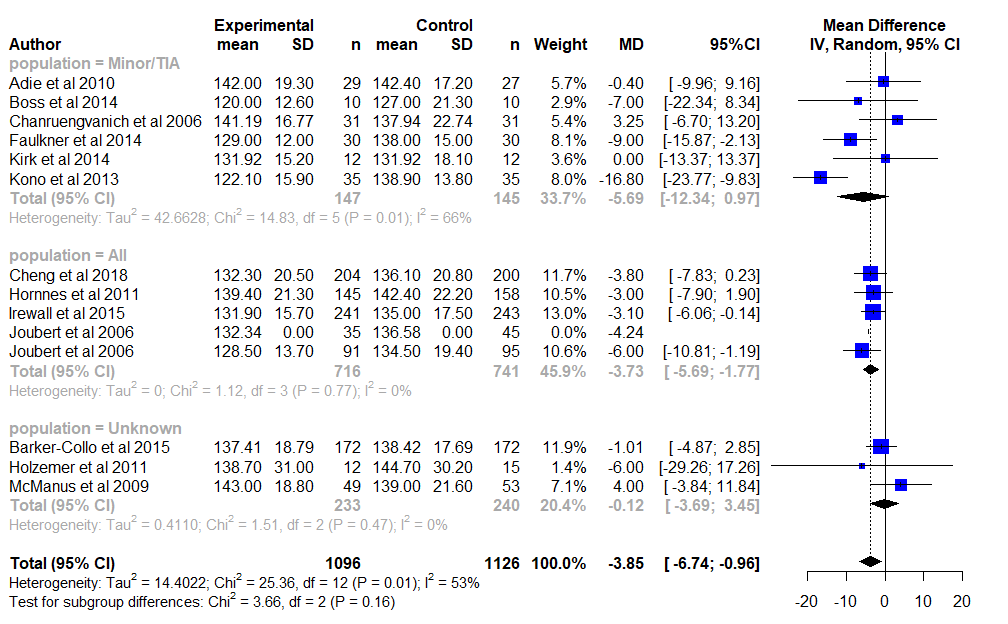 Experimental Control Mean Difference
Author mean SD n mean SD n Weight MD 95%CI IV, Random, 95% CI
population = Minor/TIA
Adie et al 2010 142.00 19.30 29 142.40 17.20 27 5.7% -0.40 [ -9.96; 9.16]
Boss et al 2014 120.00 12.60 10 127.00 21.30 10 2.9% -7.00 [-22.34; 8.34]
Chanruengvanich et al 2006 141.19 16.77 31 137.94 22.74 31 5.4% 3.25 [ -6.70; 13.20]
Faulkner et al 2014 129.00 12.00 30 138.00 15.00 30 8.1% -9.00 [-15.87; -2.13]
Kirk et al 2014 131.92 15.20 12 131.92 18.10 12 3.6% 0.00 [-13.37; 13.37]
Kono et al 2013 122.10 15.90 35 138.90 13.80 35 8.0% -16.80 [-23.77; -9.83]
Total (95% CI) 147 145 33.7% -5.69 [-12.34; 0.97]
Heterogeneity: Tau² = 42.6628; Chi² = 14.83, df = 5 (P = 0.01); I² = 66%
population = All
Cheng et al 2018 132.30 20.50 204 136.10 20.80 200 11.7% -3.80 [ -7.83; 0.23]
Hornnes et al 2011 139.40 21.30 145 142.40 22.20 158 10.5% -3.00 [ -7.90; 1.90]
Irewall et al 2015 131.90 15.70 241 135.00 17.50 243 13.0% -3.10 [ -6.06; -0.14]
Joubert et al 2006 132.34 0.00 35 136.58 0.00 45 0.0% -4.24
Joubert et al 2006 128.50 13.70 91 134.50 19.40 95 10.6% -6.00 [-10.81; -1.19]
Total (95% CI) 716 741 45.9% -3.73 [ -5.69; -1.77]
Heterogeneity: Tau² = 0; Chi² = 1.12, df = 3 (P = 0.77); I² = 0%
population = Unknown
Barker-Collo et al 2015 137.41 18.79 172 138.42 17.69 172 11.9% -1.01 [ -4.87; 2.85]
Holzemer et al 2011 138.70 31.00 12 144.70 30.20 15 1.4% -6.00 [-29.26; 17.26]
McManus et al 2009 143.00 18.80 49 139.00 21.60 53 7.1% 4.00 [ -3.84; 11.84]
Total (95% CI) 233 240 20.4% -0.12 [ -3.69; 3.45]
Heterogeneity: Tau² = 0.4110; Chi² = 1.51, df = 2 (P = 0.47); I² = 0%
Total (95% CI) 1096 1126 100.0% -3.85 [ -6.74; -0.96]
Heterogeneity: Tau² = 14.4022; Chi² = 25.36, df = 12 (P = 0.01); I² = 53%
Test for subgroup differences: Chi² = 3.66, df = 2 (P = 0.16)
-20 -10 0 10 20